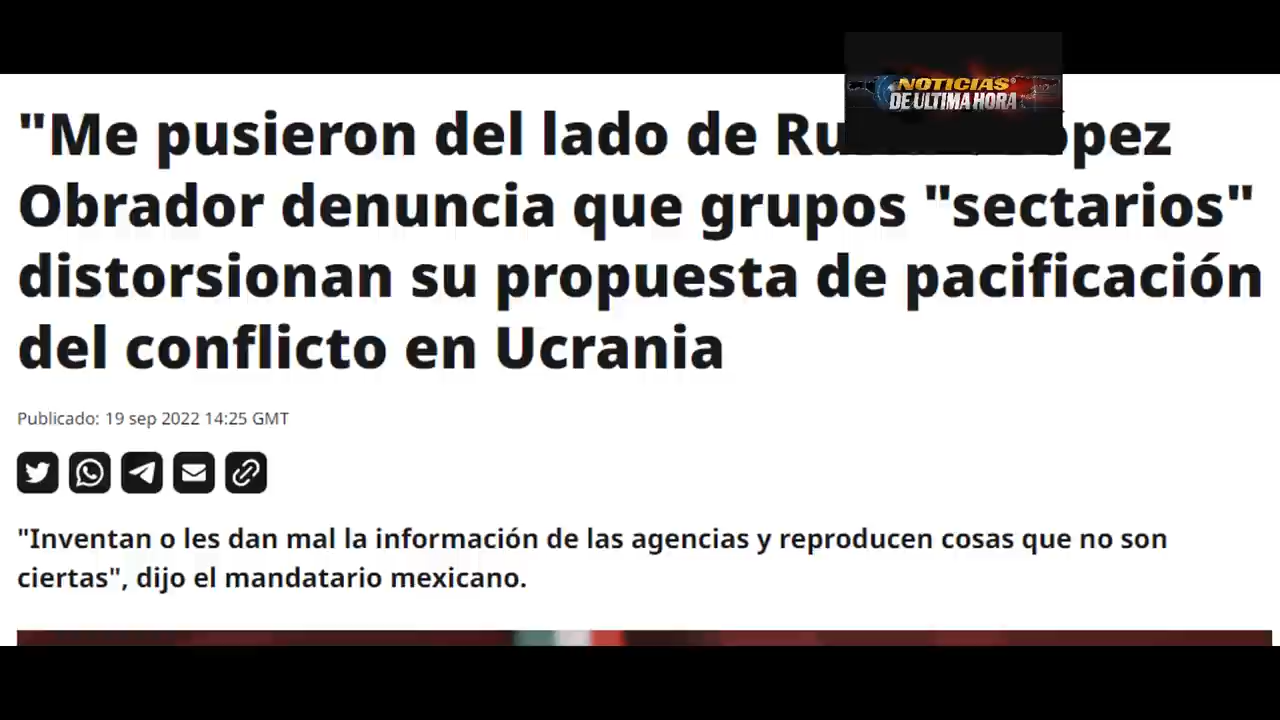 NOTICIAS
DE ULTIMA HORA
"Me pusieron del lado de
Obrador denuncia que grupos "sectarios"
distorsionan su propuesta de pacificación
del conflicto en Ucrania
Publicado: 19 sep 2022 14:25 GMT
"Inventan o les dan mal la información de las agencias y reproducen cosas que no son
ciertas", dijo el mandatario mexicano.